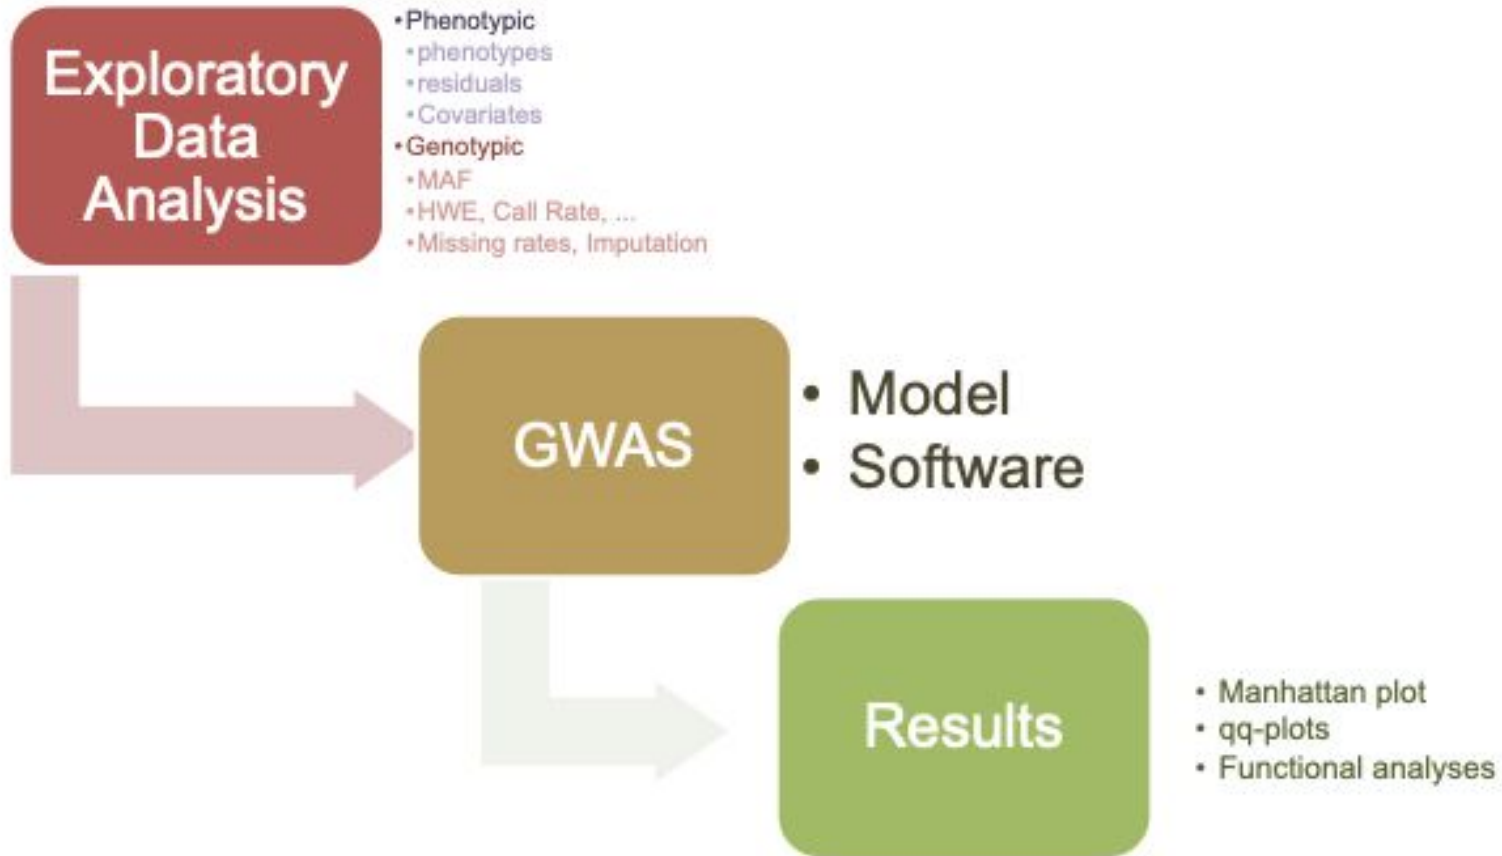 Exploratory
Data
Analysis
•Phenotypic
•phenotypes
•residuals
•Covariates
•Genotypic
•MAF
•HWE, Call Rate, ...
•Missing rates, Imputation
GWAS
• Model
• Software
Results
• Manhattan plot
• qq-plots
• Functional analyses